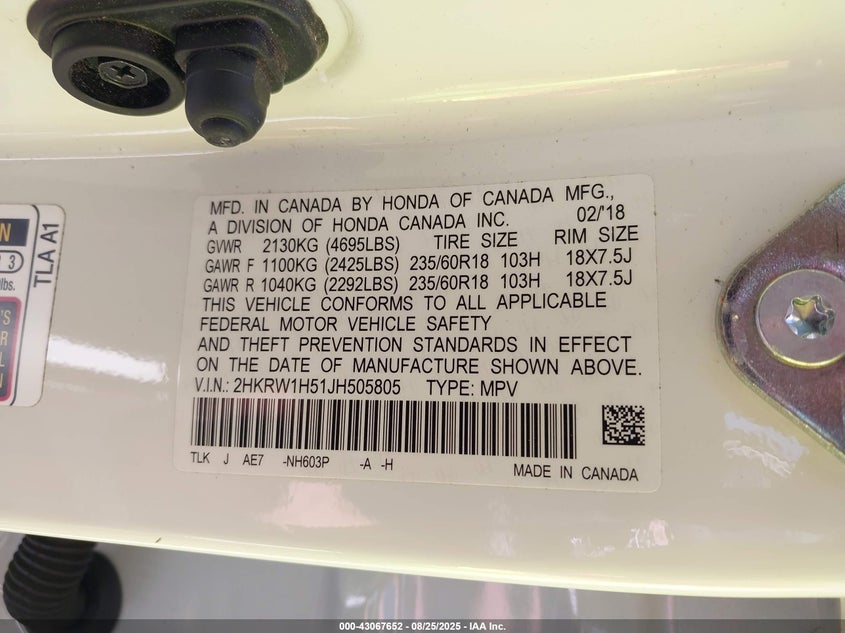 MFD. IN CANADA BY HONDA OF CANADA MFG.,
A DIVISION OF HONDA CANADA INC. 02/'18
GVWR 2130KG (4695LBS) TIRE SIZE RIM SIZE
GAWR F 1100KG (2425LBS) 235/60R18 103H 18X7.5J
GAWR R 1040KG (2292LBS) 235/60R18 103H 18X7.5J
THIS VEHICLE CONFORMS TO ALL APPLICABLE
FEDERAL MOTOR VEHICLE SAFETY
AND THEFT PREVENTION STANDARDS IN EFFECT
ON THE DATE OF MANUFACTURE SHOWN ABOVE.
V.I.N.: 2HKRW1H51JH505805 TYPE: MPV
TLK J AE7 -NH603P -A -H MADE IN CANADA
TLA A1
3
lbs.
000-43067652 - 08/25/2025 - IAA Inc.